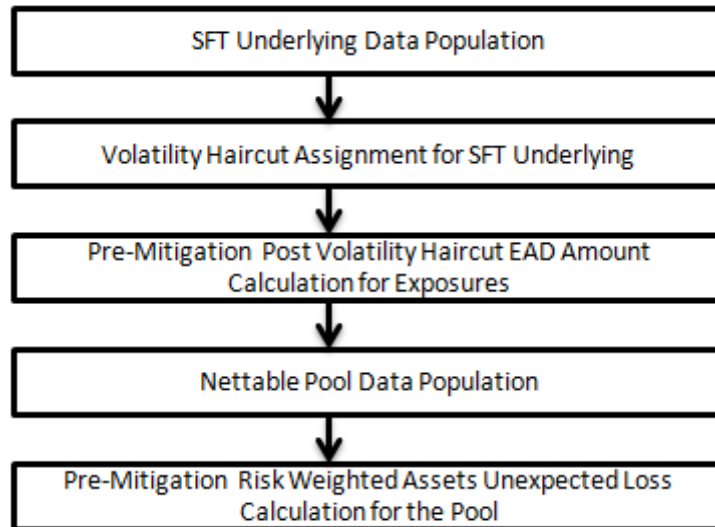 SFT Underlying Data Population
Volatility Haircut Assignment for SFT Underlying
Pre-Mitigation Post Volatility Haircut EAD Amount
Calculation for Exposures
Nettable Pool Data Population
Pre-Mitigation Risk Weighted Assets Unexpected Loss
Calculation for the Pool